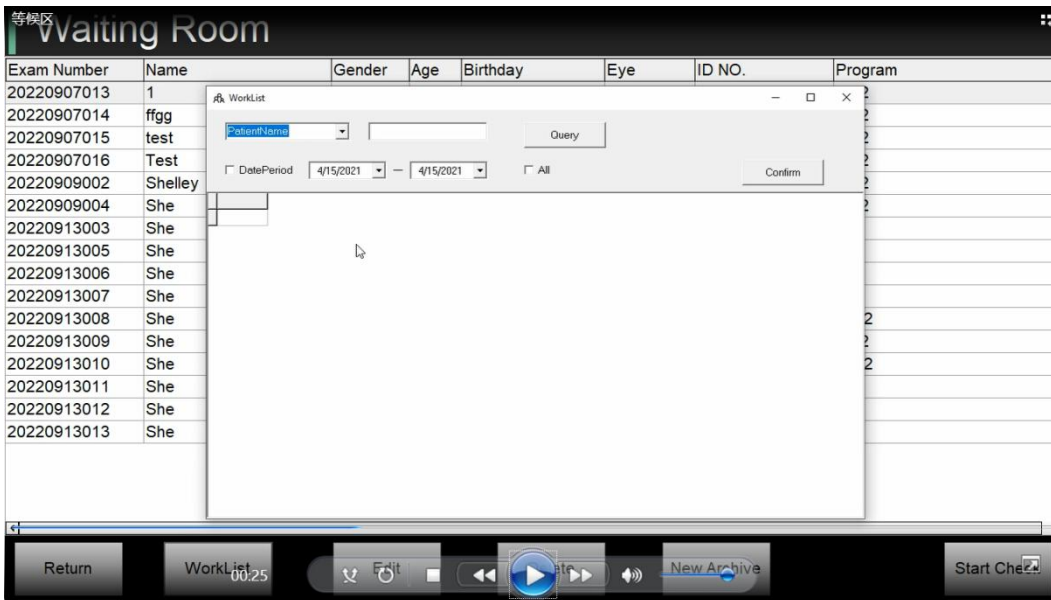 等候区
Waiting Room
Exam Number Name Gender Age Birthday Eye ID NO. Program
20220907013 1
20220907014 ffgg
20220907015 test
20220907016 Test
20220909002 Shelley
20220909004 She
20220913003 She
20220913005 She
20220913006 She
20220913007 She
20220913008 She 2
20220913009 She
20220913010 She 2
20220913011 She
20220913012 She
20220913013 She
WorkList
PatientName Query
DatePeriod 4/15/2021 — 4/15/2021 All Confirm
Return WorkList Edit New Archive Start Check
00:25